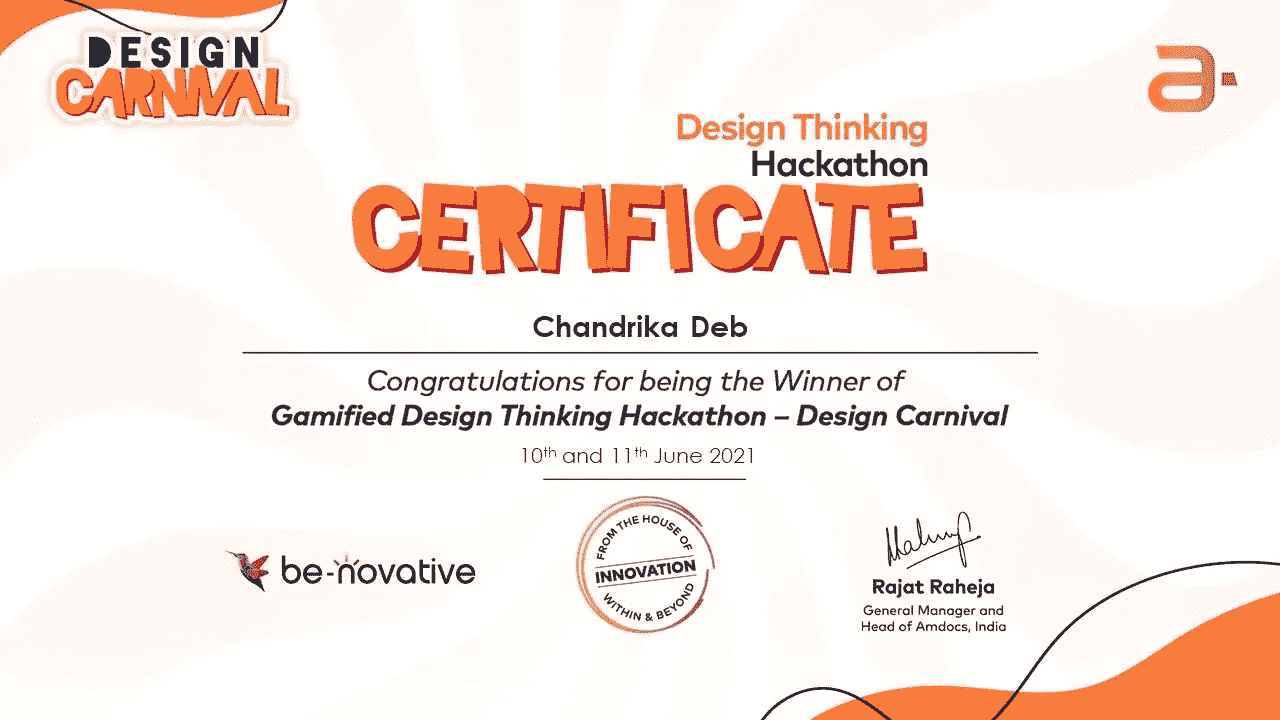 DESIGN
CARNIVAL
a
Design Thinking
Hackathon
CERTIFICATE
Chandrika Deb
Congratulations for being the Winner of
Gamified Design Thinking Hackathon – Design Carnival
10th and 11th June 2021
be-novative
FROM THE HOUSE OF
INNOVATION
WITHIN & BEYOND
Rajat Raheja
General Manager and
Head of Amdocs, India